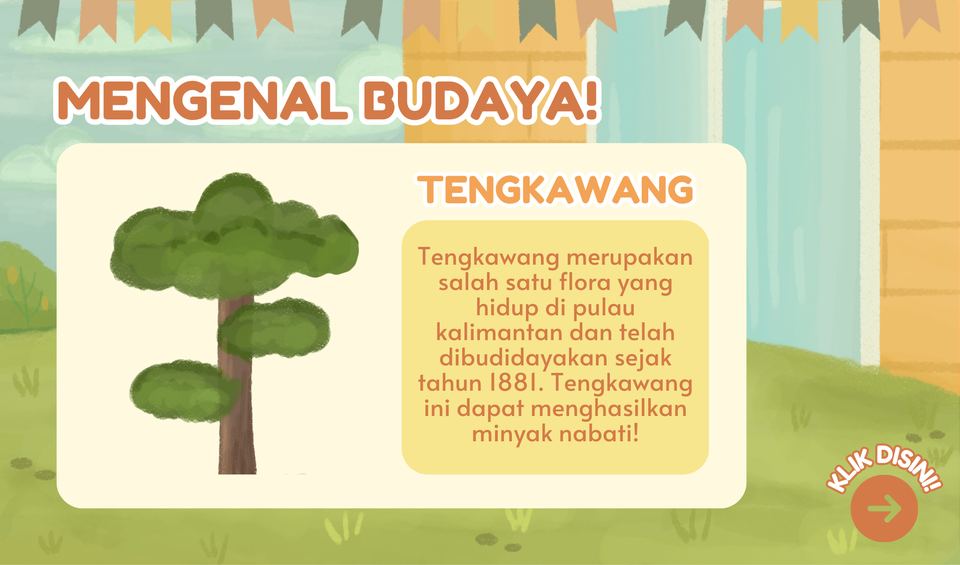 MENGENAL BUDAYA!
TENGKAWANG
Tengkawang merupakan
salah satu flora yang
hidup di pulau
kalimantan dan telah
dibudidayakan sejak
tahun 1881. Tengkawang
ini dapat menghasilkan
minyak nabati!
KLIK DISINI!!